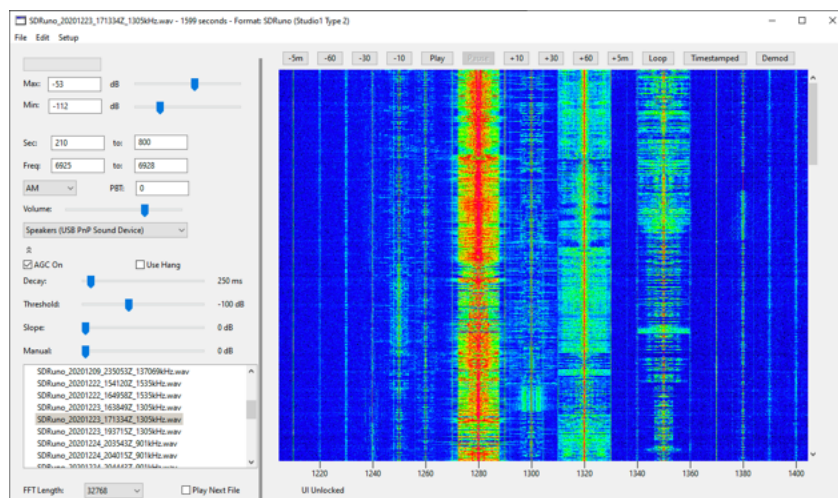 SDRuno_20201223_171334Z_1305kHz.wav - 1599 seconds - Format: SDRuno (Studio1 Type 2)
File Edit Setup
-5m -60 -30 -10 Play Pause +10 +30 +60 +5m Loop Timestamped Demod
Max: -53 dB
Min: -112 dB
Sec: 210 to: 800
Freq: 6925 to: 6928
AM PBT: 0
Volume:
Speakers (USB PnP Sound Device)
AGC On Use Hang
Decay: 250 ms
Threshold: -100 dB
Slope: 0 dB
Manual: 0 dB
SDRuno_20201209_235053Z_137069kHz.wav
SDRuno_20201222_154120Z_1535kHz.wav
SDRuno_20201222_164958Z_1535kHz.wav
SDRuno_20201223_163849Z_1305kHz.wav
SDRuno_20201223_171334Z_1305kHz.wav
SDRuno_20201223_193715Z_1305kHz.wav
SDRuno_20201224_203543Z_901kHz.wav
SDRuno_20201224_204015Z_901kHz.wav
SDRuno_20201224_204443Z_901kHz.wav
1220 1240 1260 1280 1300 1320 1340 1360 1380 1400
FFT Length: 32768 Play Next File
UI Unlocked